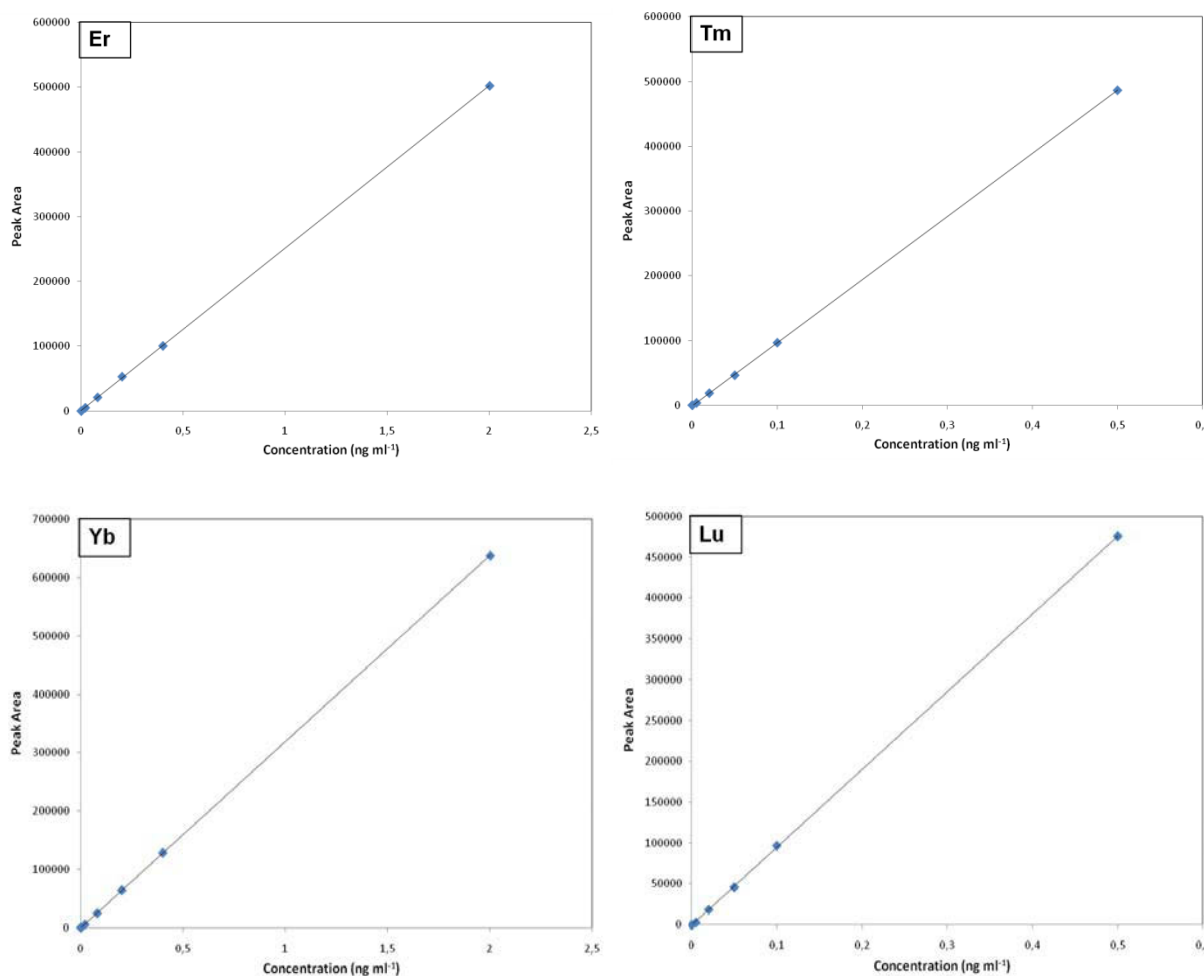 Er
600000
500000
400000
300000
200000
100000
0
Peak Area
0 0,5 1 1,5 2 2,5
Concentration (ng ml⁻¹)
Tm
600000
500000
400000
300000
200000
100000
0
Peak Area
0 0,1 0,2 0,3 0,4 0,5
Concentration (ng ml⁻¹)
Yb
700000
600000
500000
400000
300000
200000
100000
0
Peak Area
0 0,5 1 1,5 2 2,5
Concentration (ng ml⁻¹)
Lu
500000
450000
400000
350000
300000
250000
200000
150000
100000
50000
0
Peak Area
0 0,1 0,2 0,3 0,4 0,5
Concentration (ng ml⁻¹)